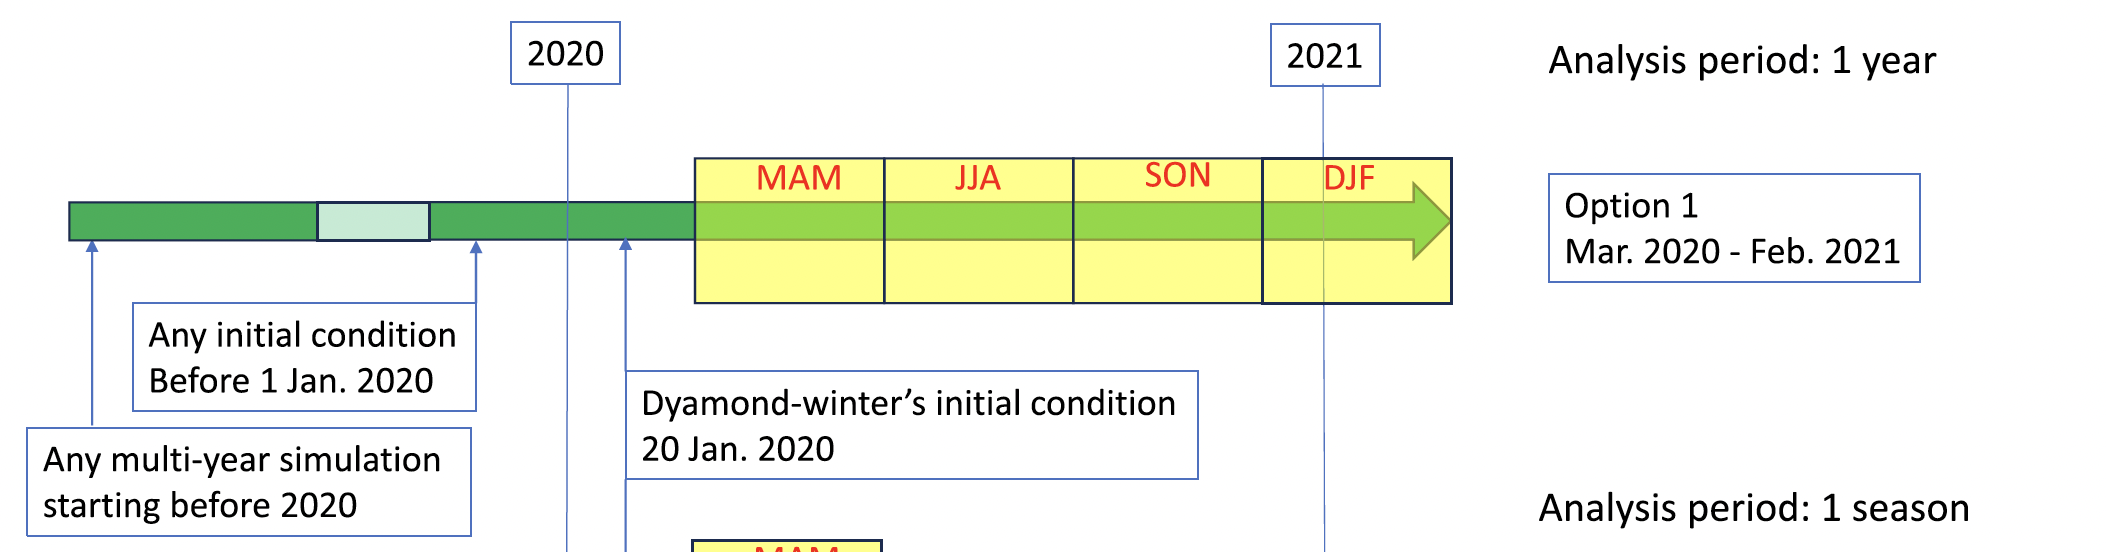 2020
2021
Analysis period: 1 year
MAM
JJA
SON
DJF
Option 1
Mar. 2020 - Feb. 2021
Any initial condition
Before 1 Jan. 2020
Dyamond-winter’s initial condition
20 Jan. 2020
Any multi-year simulation
starting before 2020
Analysis period: 1 season
MAM